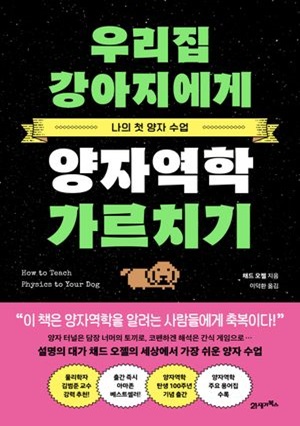 우리집
강아지에게
나의 첫 양자 수업
양자역학
가르치기
How to Teach
Physics to Your Dog
채드 오젤 지음
이덕환 옮김
“이 책은 양자역학을 알려는 사람들에게 축복이다!”
양자 터널은 담장 너머의 토끼로, 코펜하겐 해석은 간식 게임으로…
설명의 대가 채드 오젤의 세상에서 가장 쉬운 양자 수업
물리학자
김범준 교수
강력 추천!
출간 즉시
아마존
베스트셀러!
양자역학
탄생 100주년
기념 출간
양자역학
주요 용어집
수록
21세기북스